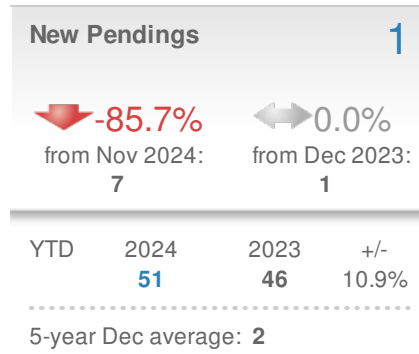 New Pendings 1
-85.7% 0.0%
from Nov 2024: from Dec 2023:
7 1
YTD 2024 2023 +/-
51 46 10.9%
5-year Dec average: 2